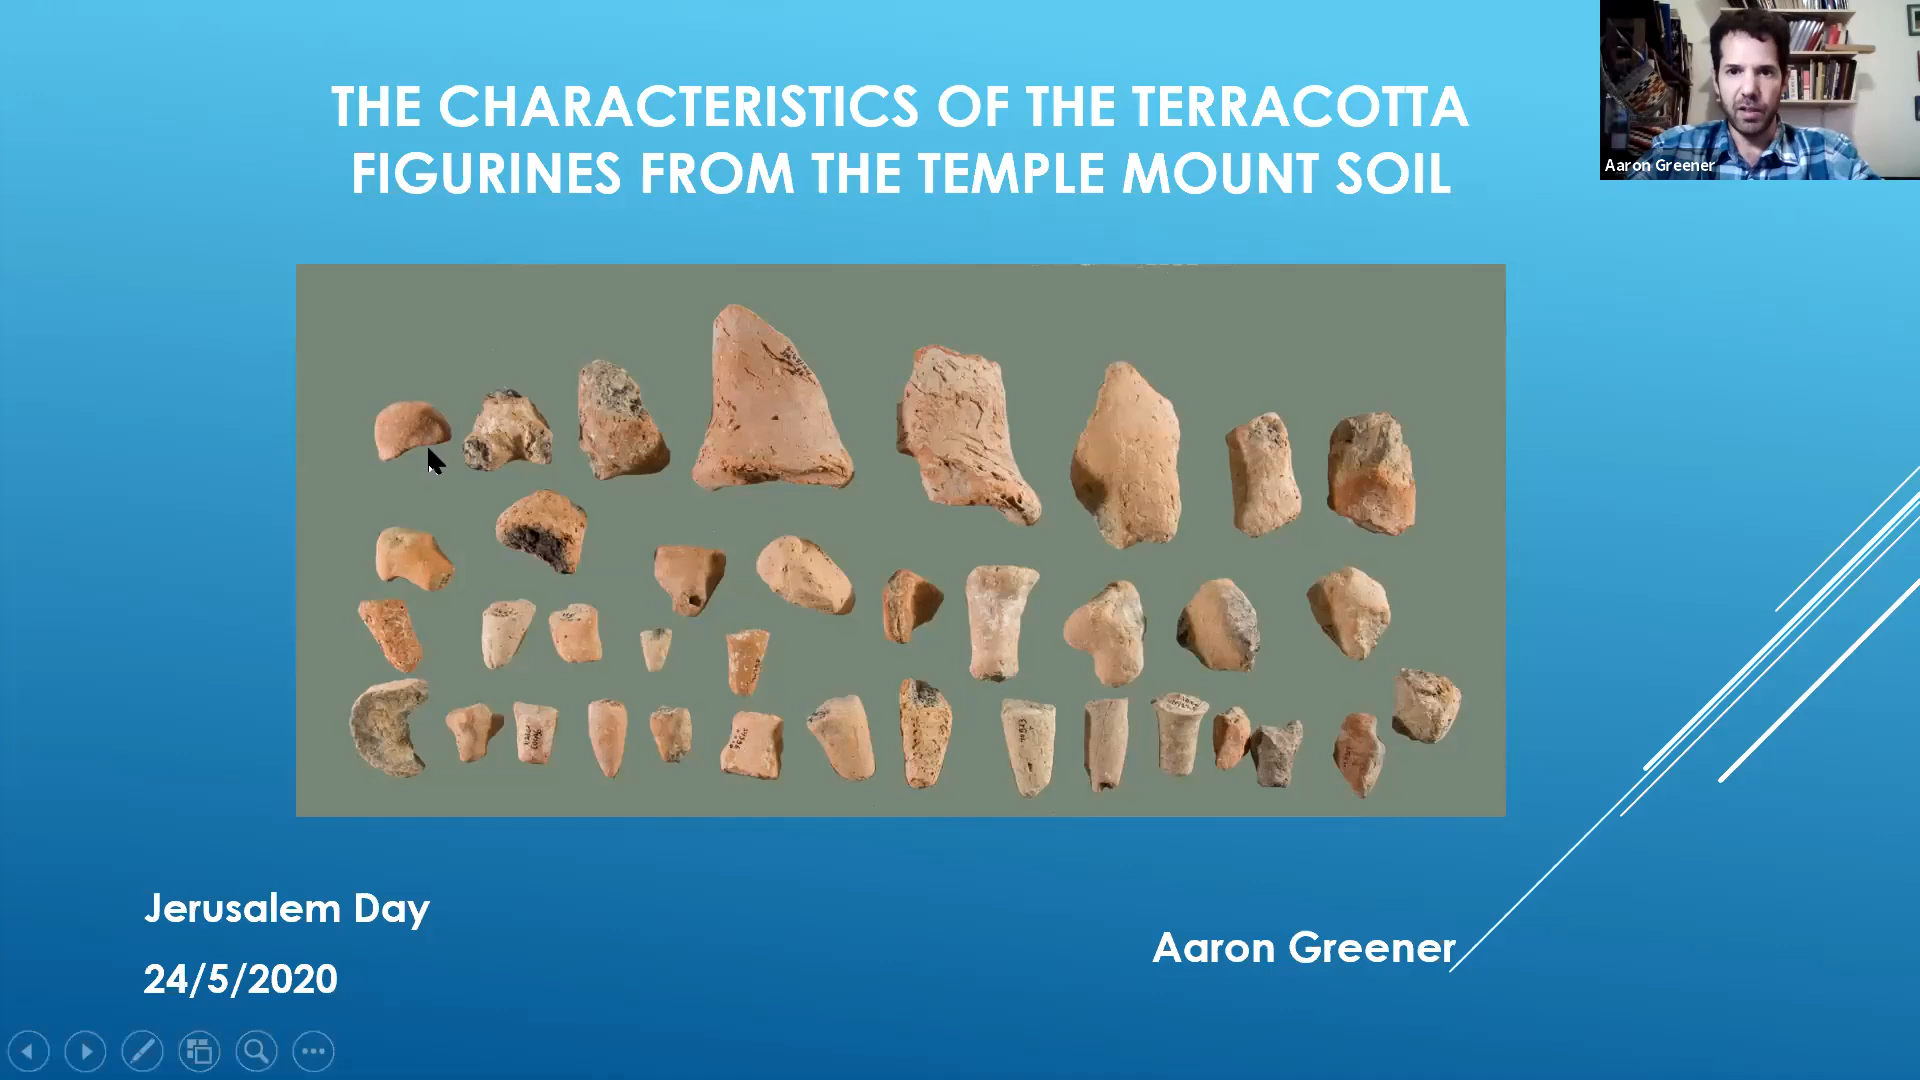 THE CHARACTERISTICS OF THE TERRACOTTA
FIGURINES FROM THE TEMPLE MOUNT SOIL
Aaron Greener
Jerusalem Day
24/5/2020
Aaron Greener